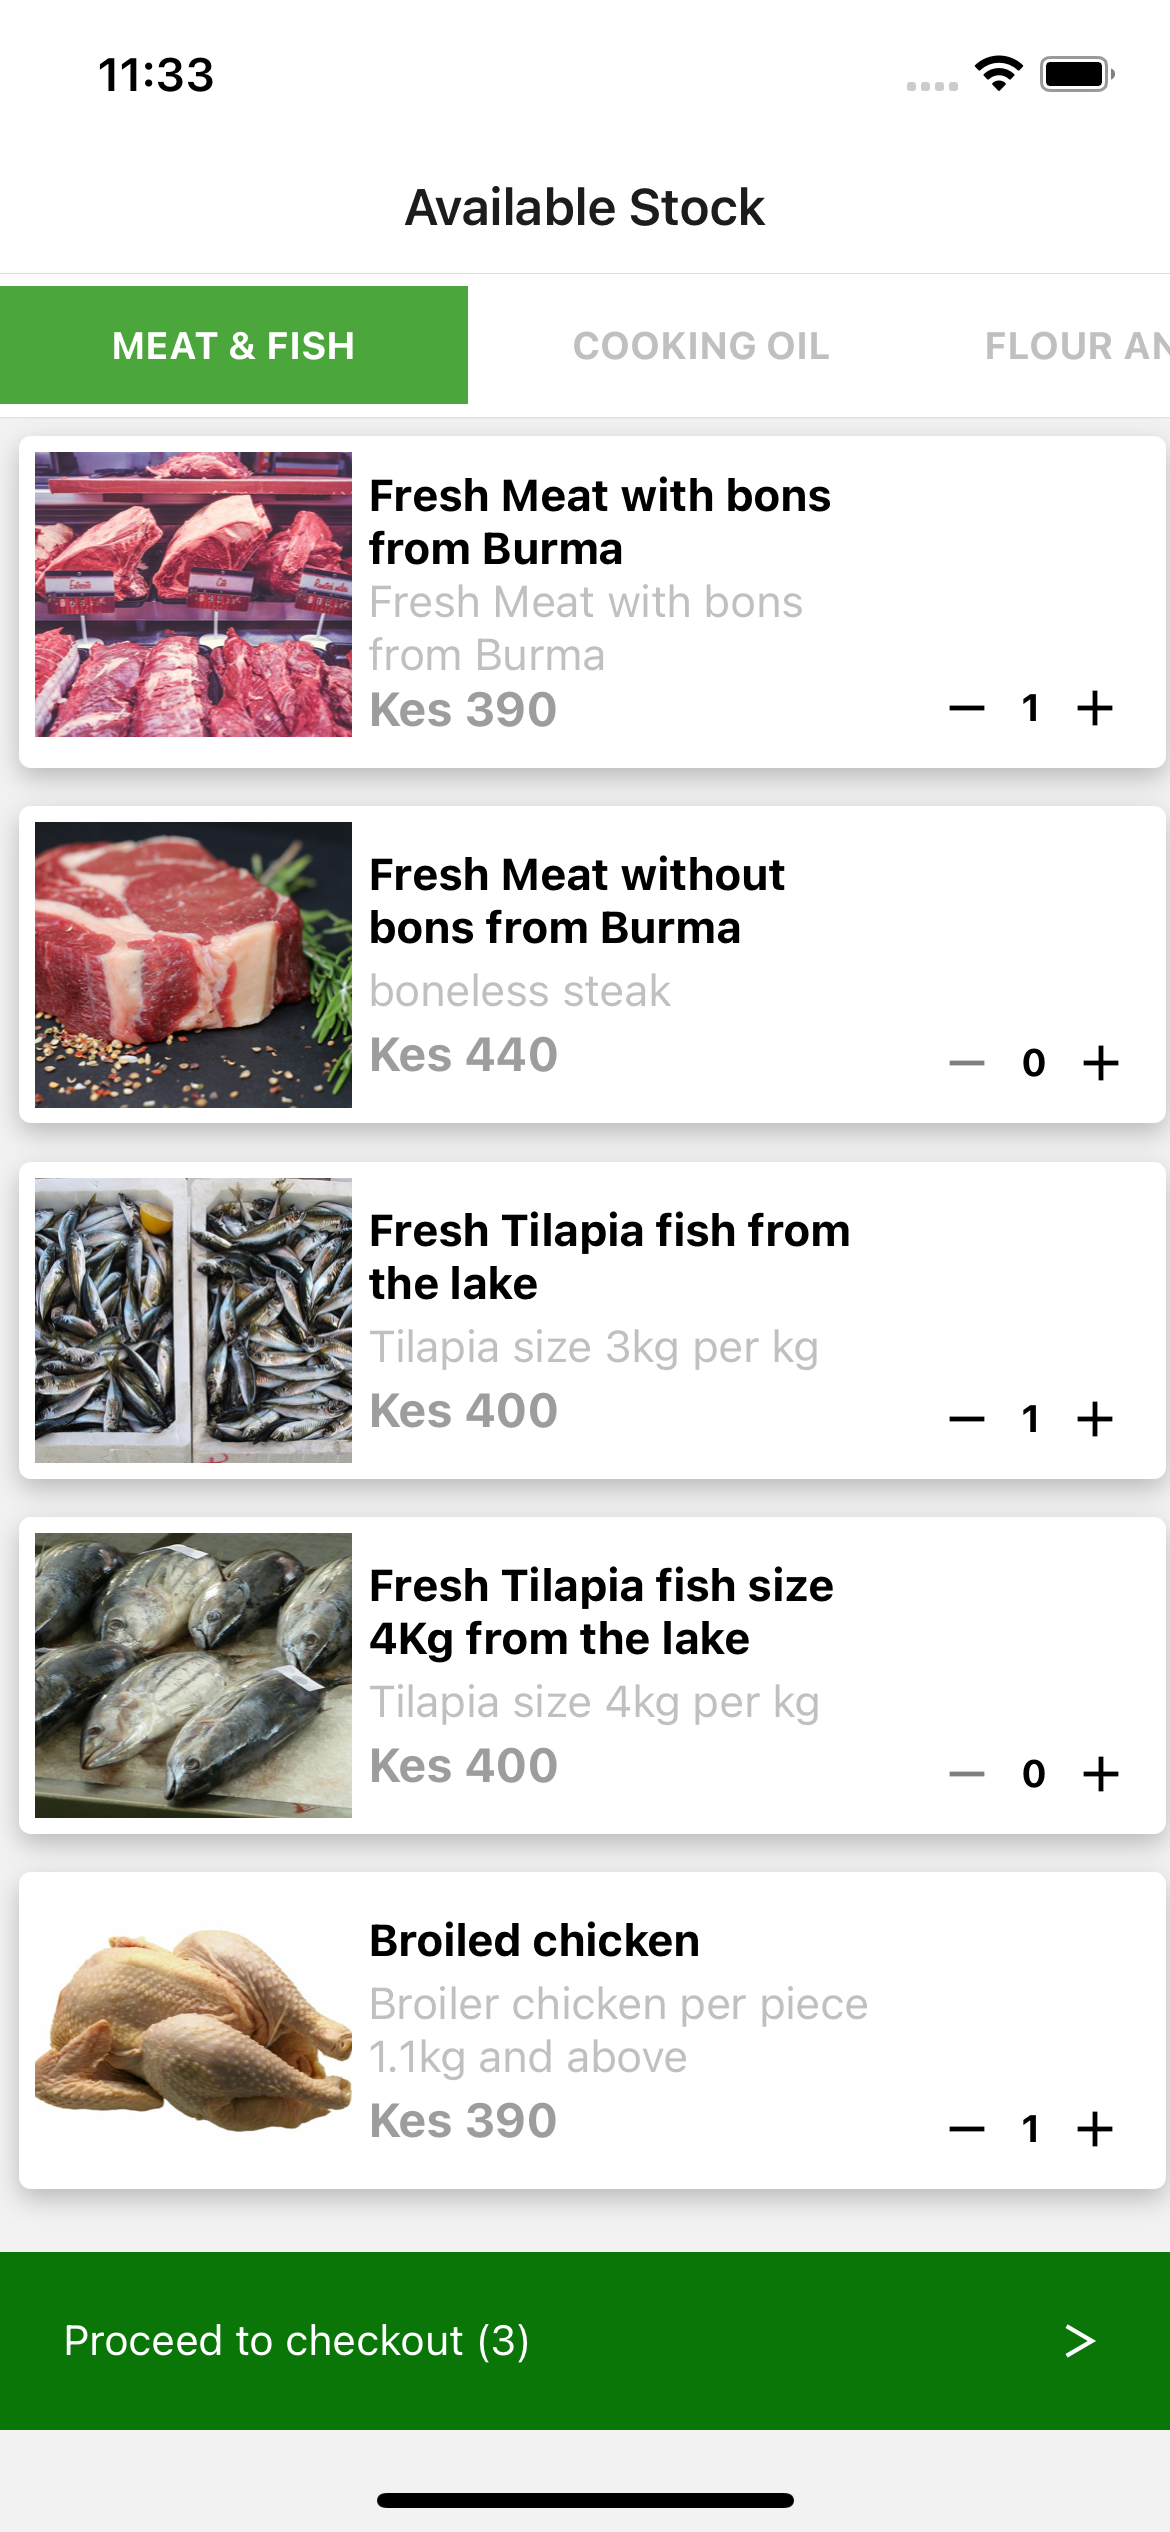 11:33
Available Stock
MEAT & FISH
COOKING OIL
FLOUR AN
Fresh Meat with bons
from Burma
Fresh Meat with bons
from Burma
Kes 390
1
Fresh Meat without
bons from Burma
boneless steak
Kes 440
0
Fresh Tilapia fish from
the lake
Tilapia size 3kg per kg
Kes 400
1
Fresh Tilapia fish size
4Kg from the lake
Tilapia size 4kg per kg
Kes 400
0
Broiled chicken
Broiler chicken per piece
1.1kg and above
Kes 390
1
Proceed to checkout (3)